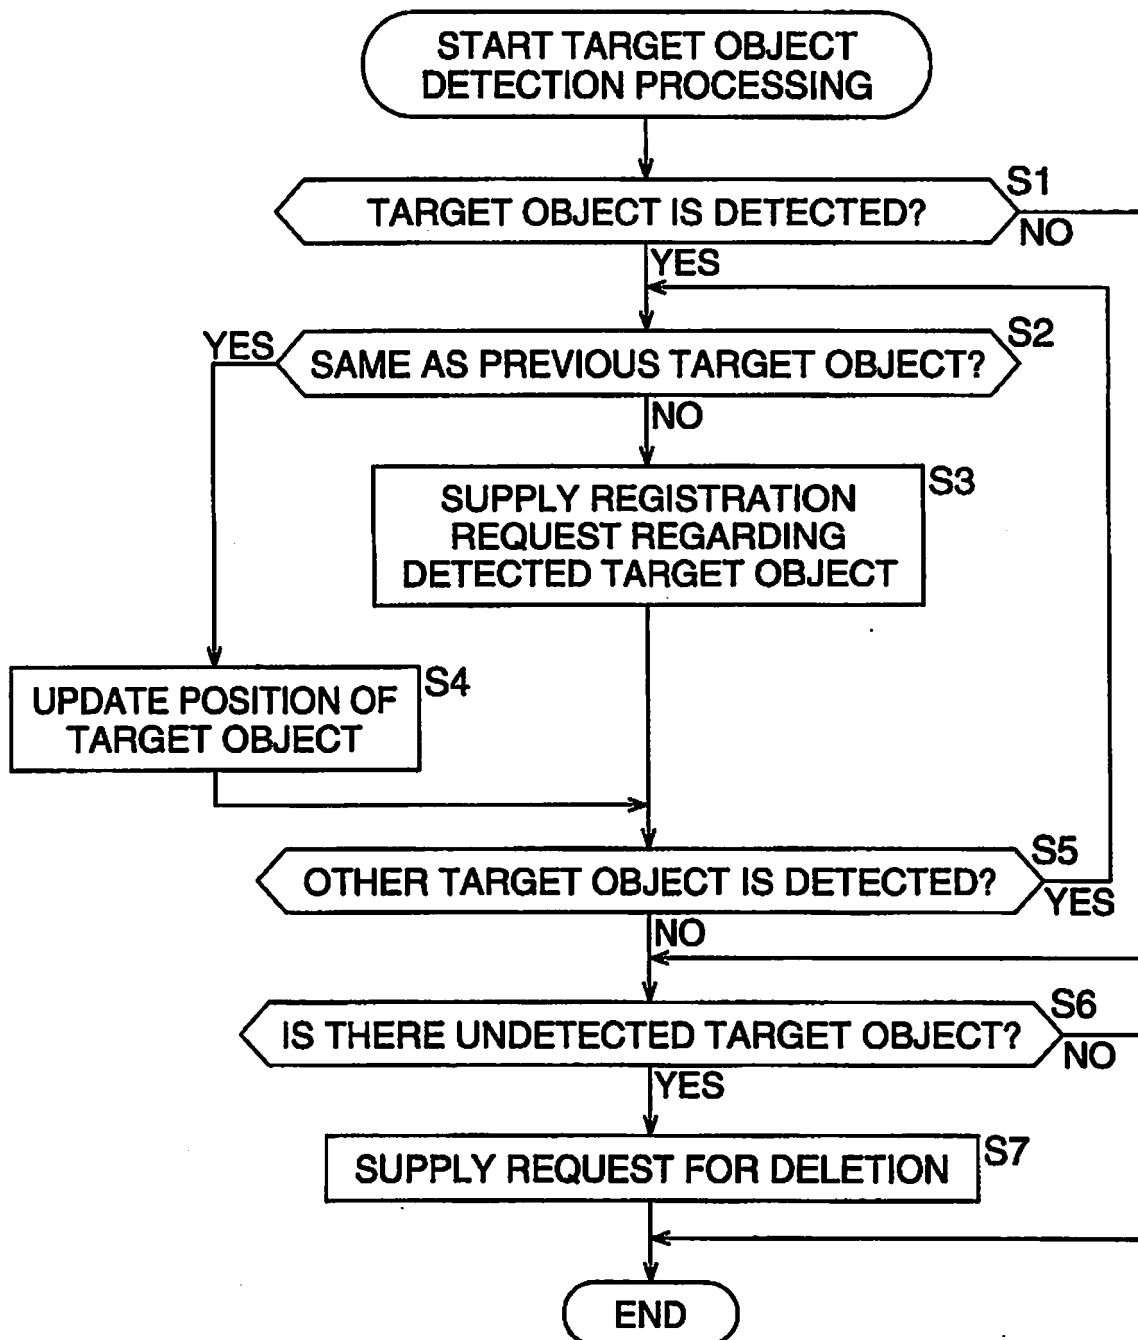 START TARGET OBJECT
DETECTION PROCESSING
S1
TARGET OBJECT IS DETECTED?
NO
YES
S2
YES
SAME AS PREVIOUS TARGET OBJECT?
NO
S3
SUPPLY REGISTRATION
REQUEST REGARDING
DETECTED TARGET OBJECT
S4
UPDATE POSITION OF
TARGET OBJECT
S5
OTHER TARGET OBJECT IS DETECTED?
YES
NO
S6
IS THERE UNDETECTED TARGET OBJECT?
NO
YES
S7
SUPPLY REQUEST FOR DELETION
END